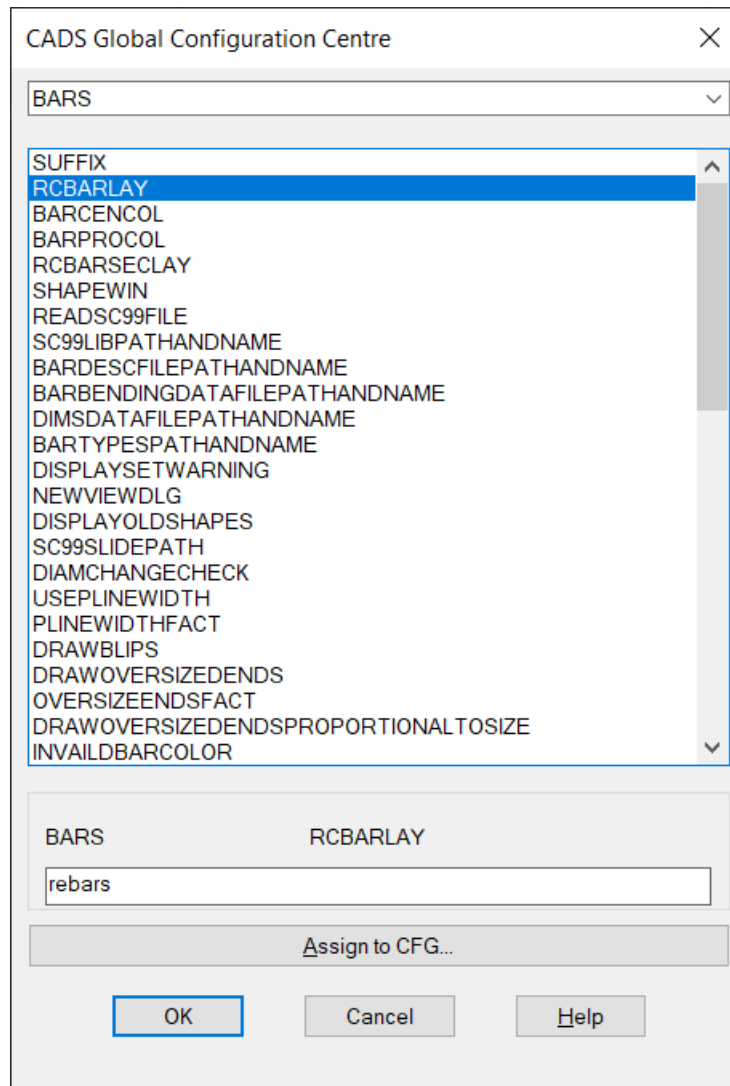 CADS Global Configuration Centre
BARS
SUFFIX
RCBARLAY
BARCENCOL
BARPROCOL
RCBARSECLAY
SHAPEWIN
READSC99FILE
SC99LIBPATHANDNAME
BARDESCFILEPATHANDNAME
BARBENDINGDATAFILEPATHANDNAME
DIMSDATAFILEPATHANDNAME
BARTYPESPATHANDNAME
DISPLAYSETWARNING
NEWVIEWDLG
DISPLAYOLDSHAPES
SC99SLIDEPATH
DIAMCHANGECHECK
USEPLINEWIDTH
PLINEWIDTHFACT
DRAWBLIPS
DRAWOVERSIZEDENDS
OVERSIZEENDSFACT
DRAWOVERSIZEDENDSPROPORTIONALTOSIZE
INVAILDBARCOLOR
BARS RCBARLAY
rebars
Assign to CFG...
OK Cancel Help